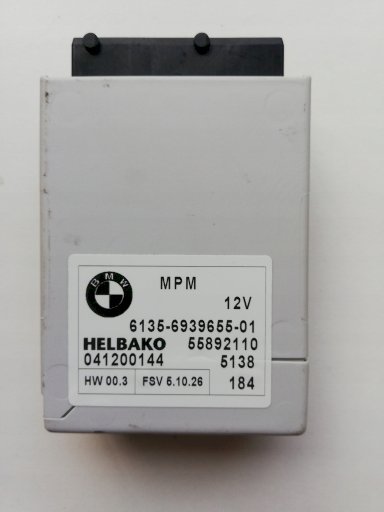 BMW
MPM
12V
6135-6939655-01
HELBAKO 55892110
041200144 5138
HW 00.3 FSV 5.10.26 184